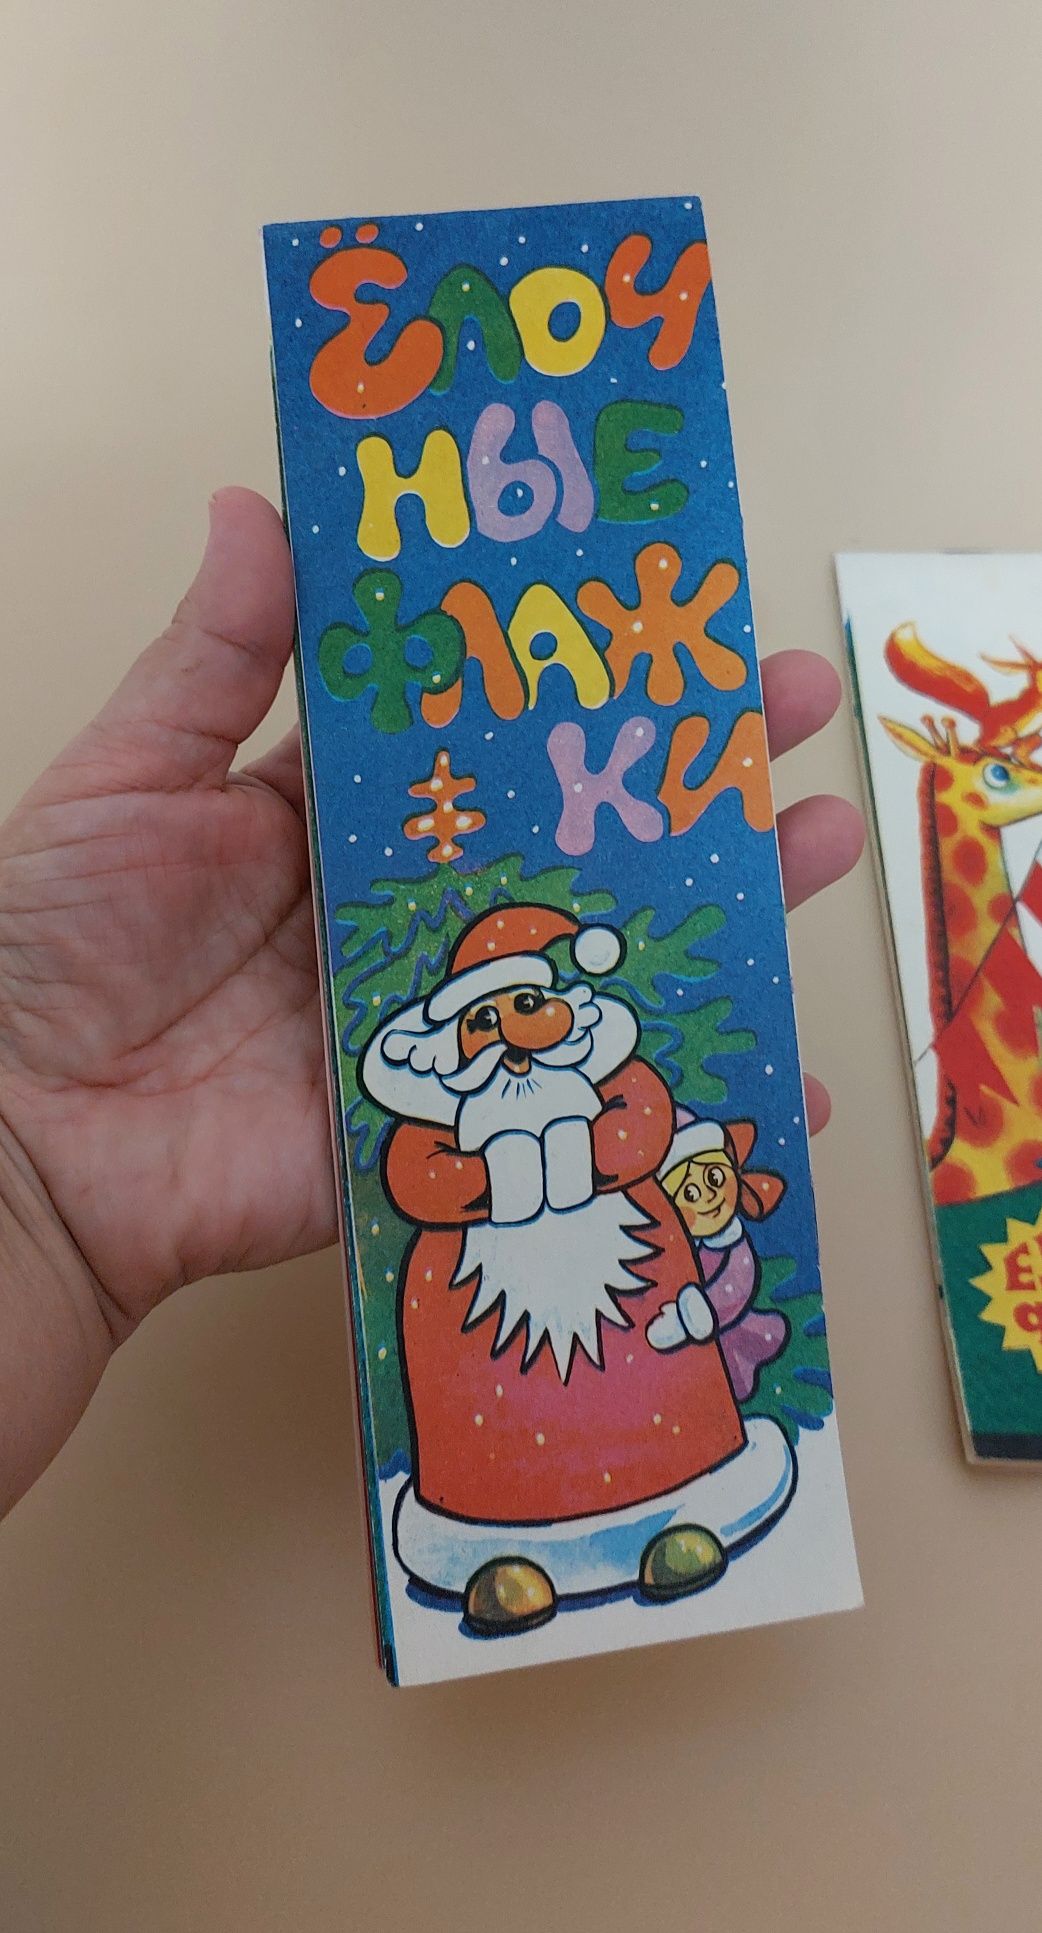 Ёлоч
ные
флаж
ки